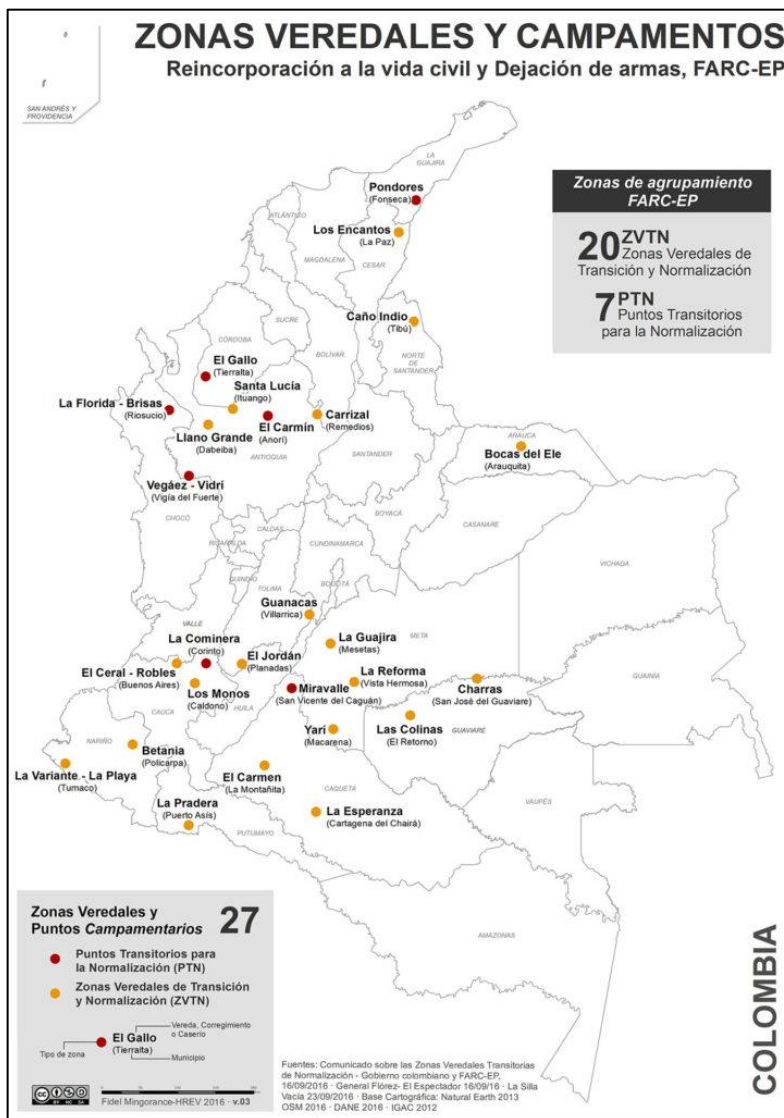 ZONAS VEREDALES Y CAMPAMENTOS
Reincorporación a la vida civil y Dejación de armas, FARC-EP
SAN ANDRÉS Y
PROVIDENCIA
Zonas de agrupamiento
FARC-EP
20 ZVTN
Zonas Veredales de
Transición y Normalización
7 PTN
Puntos Transitorios
para la Normalización
LA
GUAJIRA
Pondores
(Fonseca)
ATLÁNTICO
Los Encantos
(La Paz)
MAGDALENA
CESAR
Caño Indio
(Tibú)
SUCRE
NORTE
DE
SANTANDER
CÓRDOBA
BOLÍVAR
El Gallo
(Tierralta)
Santa Lucía
(Ituango)
La Florida - Brisas
(Riosucio)
El Carmín
(Anorí)
Carrizal
(Remedios)
Llano Grande
(Dabeiba)
ANTIOQUIA
SANTANDER
ARAUCA
Bocas del Ele
(Arauquita)
Vegáez - Vidrí
(Vigía del Fuerte)
CHOCÓ
BOYACÁ
CASANARE
CALDAS
RISARALDA
CUNDINAMARCA
VICHADA
QUINDIO
TOLIMA
BOGOTÁ
Guanacas
(Villarrica)
VALLE
La Cominera
(Corinto)
La Guajira
(Mesetas)
META
El Jordán
(Planadas)
El Ceral - Robles
(Buenos Aires)
La Reforma
(Vista Hermosa)
Charras
(San José del Guaviare)
GUAINÍA
Los Monos
(Caldono)
Miravalle
(San Vicente del Caguán)
CAUCA
HUILA
Yarí
(Macarena)
Las Colinas
(El Retorno)
GUAVIARE
NARIÑO
Betania
(Policarpa)
La Variante - La Playa
(Tumaco)
El Carmen
(La Montañita)
CAQUETÁ
La Pradera
(Puerto Asís)
La Esperanza
(Cartagena del Chairá)
VAUPÉS
PUTUMAYO
AMAZONAS
Zonas Veredales y
Puntos Campamentarios 27
Puntos Transitorios para
la Normalización (PTN)
Zonas Veredales de Transición
y Normalización (ZVTN)
Vereda, Corregimiento
o Caserío
El Gallo
(Tierralta)
Tipo de zona
Municipio
Fidel Mingorance-HREV 2016 · v.03
Fuentes: Comunicado sobre las Zonas Veredales Transitorias
de Normalización - Gobierno colombiano y FARC-EP,
16/09/2016 · General Flórez- El Espectador 16/09/16 · La Silla
Vacía 23/09/2016 · Base Cartográfica: Natural Earth 2013
OSM 2016 · DANE 2016 · IGAC 2012
COLOMBIA